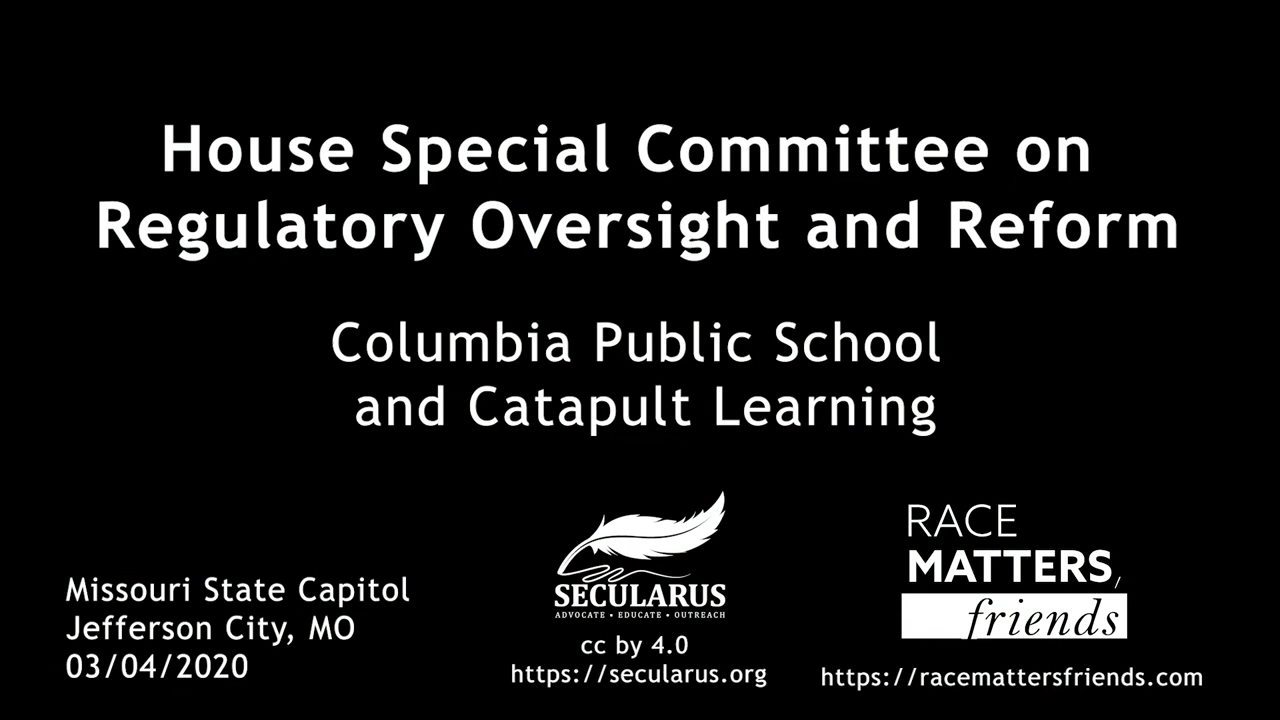 House Special Committee on
Regulatory Oversight and Reform
Columbia Public School
and Catapult Learning
Missouri State Capitol
Jefferson City, MO
03/04/2020
SECULARUS
ADVOCATE • EDUCATE • OUTREACH
cc by 4.0
https://secularus.org
RACE
MATTERS,
friends
https://racemattersfriends.com